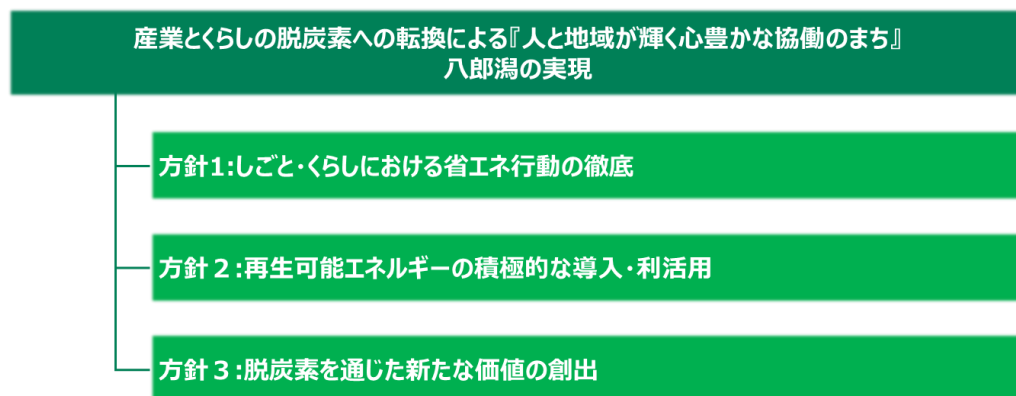 産業とくらしの脱炭素への転換による『人と地域が輝く心豊かな協働のまち』
八郎潟の実現
方針1:しごと・くらしにおける省エネ行動の徹底
方針２:再生可能エネルギーの積極的な導入・利活用
方針３:脱炭素を通じた新たな価値の創出